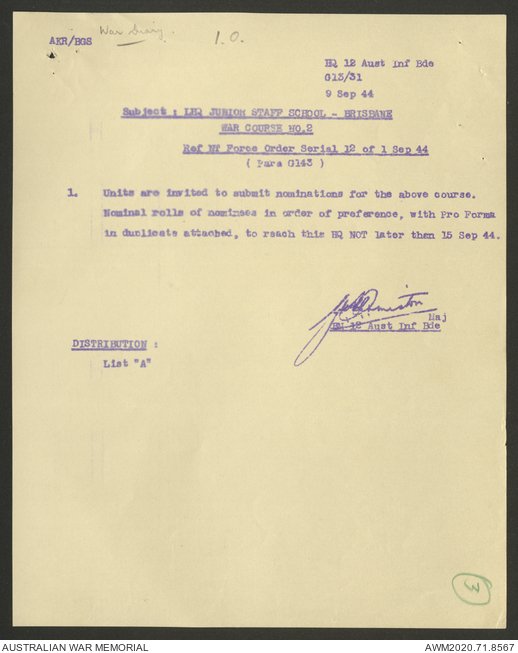 AKR/BGS
War Diary.
1.0.
HQ 12 Aust Inf Bde
G13/31
9 Sep 44
Subject : LHQ JUNIOR STAFF SCHOOL - BRISBANE
WAR COURSE NO.2
Ref NT Force Order Serial 12 of 1 Sep 44
( Para G143 )
1. Units are invited to submit nominations for the above course.
Nominal rolls of nominees in order of preference, with Pro Forma
in duplicate attached, to reach this HQ NOT later than 15 Sep 44.
Maj
BM 12 Aust Inf Bde
DISTRIBUTION :
List "A"
3
AUSTRALIAN WAR MEMORIAL
AWM2020.71.8567